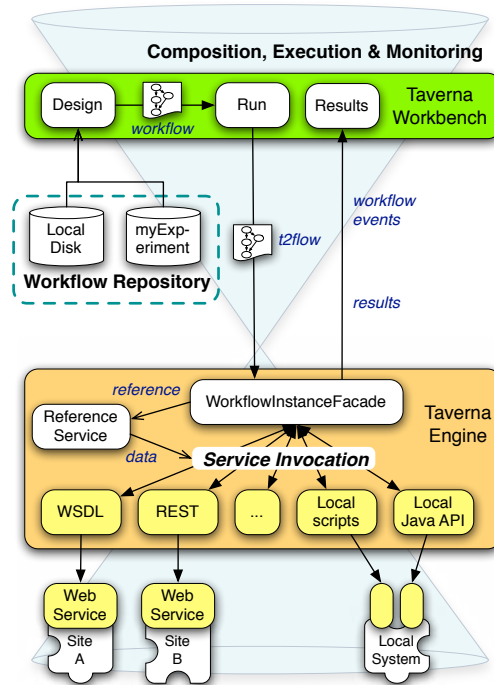 Composition, Execution & Monitoring
Design
workflow
Run
Results
Taverna
Workbench
Local
Disk
myExp-
eriment
Workflow Repository
t2flow
workflow
events
results
reference
WorkflowInstanceFacade
Taverna
Engine
Reference
Service
data
Service Invocation
WSDL
REST
...
Local
scripts
Local
Java API
Web
Service
Site
A
Web
Service
Site
B
Local
System